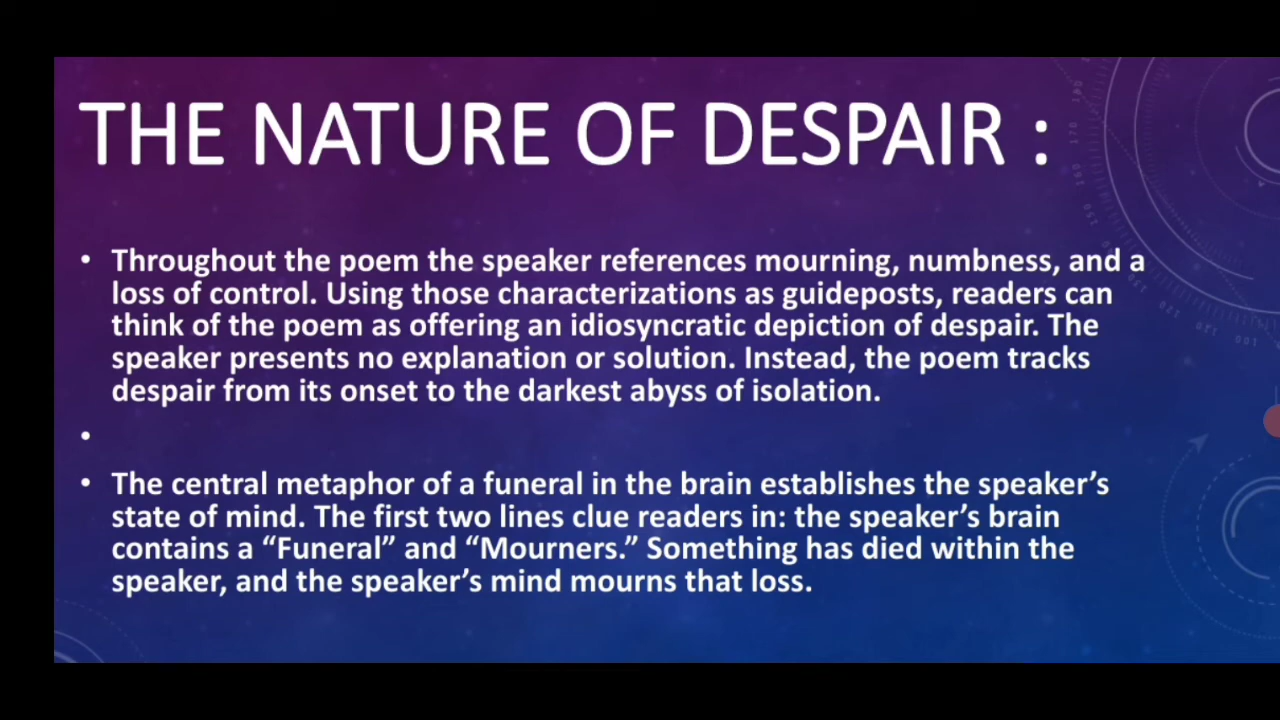 THE NATURE OF DESPAIR :
• Throughout the poem the speaker references mourning, numbness, and a
loss of control. Using those characterizations as guideposts, readers can
think of the poem as offering an idiosyncratic depiction of despair. The
speaker presents no explanation or solution. Instead, the poem tracks
despair from its onset to the darkest abyss of isolation.
•
• The central metaphor of a funeral in the brain establishes the speaker’s
state of mind. The first two lines clue readers in: the speaker’s brain
contains a “Funeral” and “Mourners.” Something has died within the
speaker, and the speaker’s mind mourns that loss.